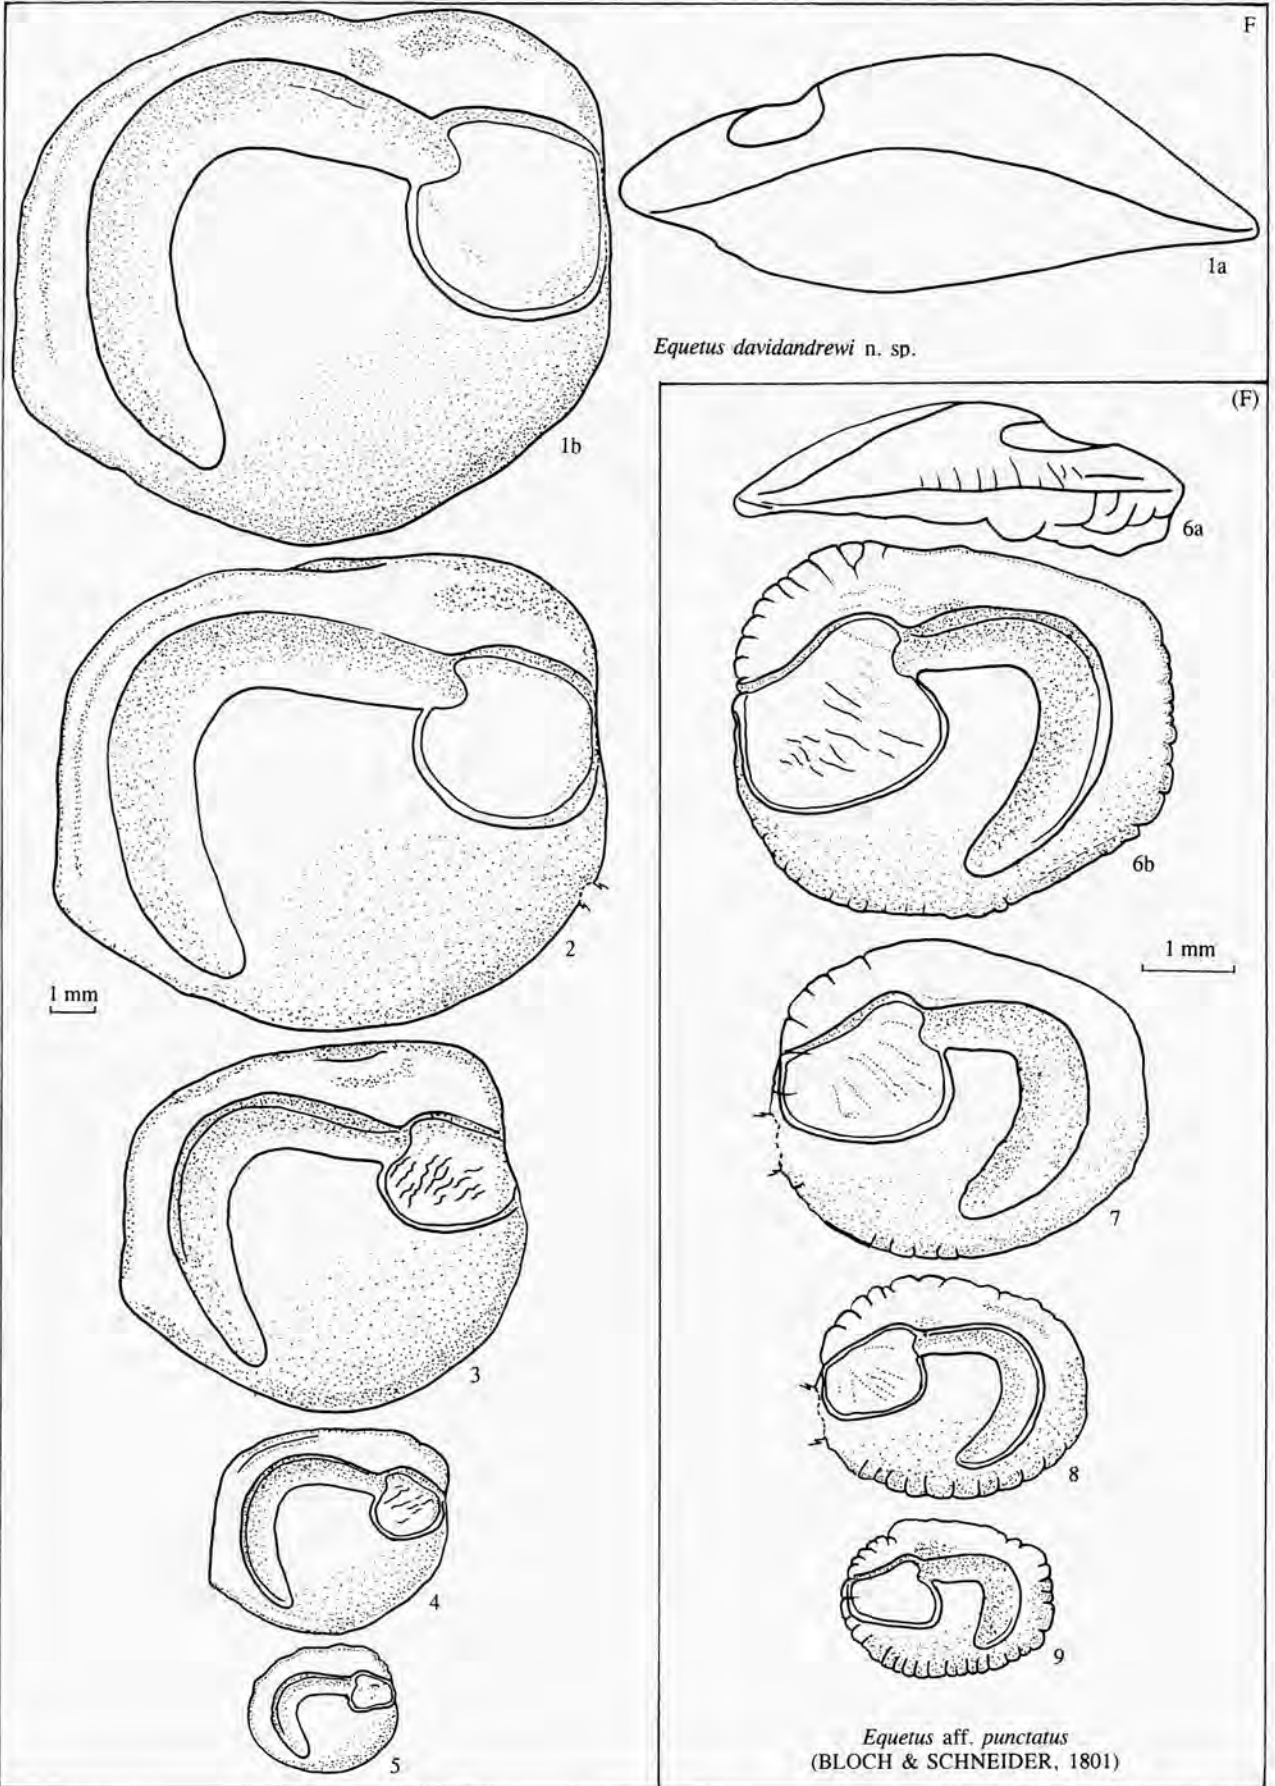 F
1a
Equetus davidandrewi n. sp.
1b
2
1 mm
3
4
5
(F)
6a
6b
1 mm
7
8
9
Equetus aff. punctatus
(BLOCH & SCHNEIDER, 1801)